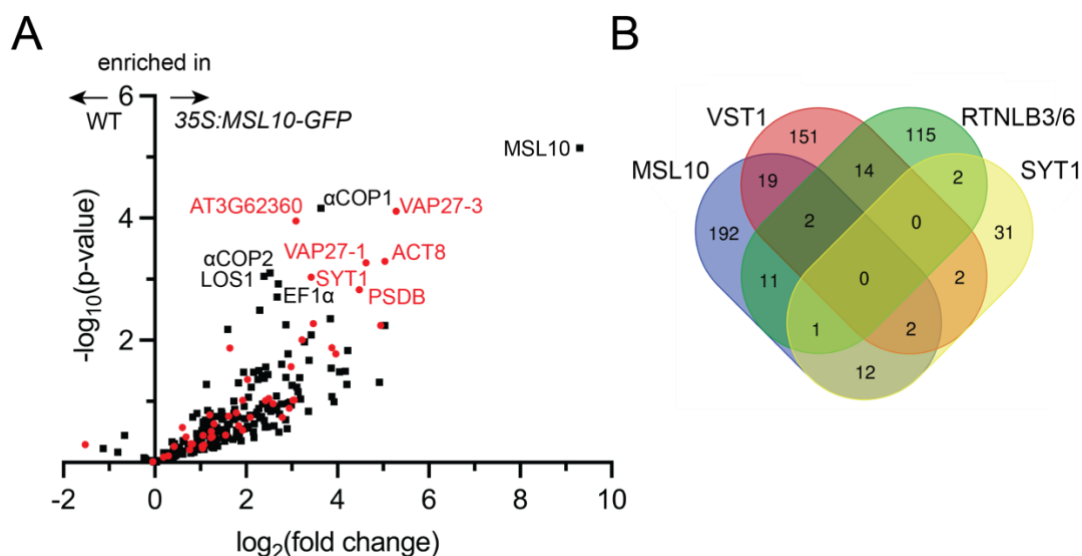 A
enriched in
WT 35S:MSL10-GFP
6
4
2
-log10(p-value)
MSL10
αCOP1
AT3G62360
VAP27-3
VAP27-1
ACT8
αCOP2
SYT1
LOS1
EF1α
PSDB
-2 0 2 4 6 8 10
log2(fold change)
B
VST1
RTNLB3/6
MSL10
SYT1
151
115
19
14
2
192
2
0
31
11
0
2
1
2
12